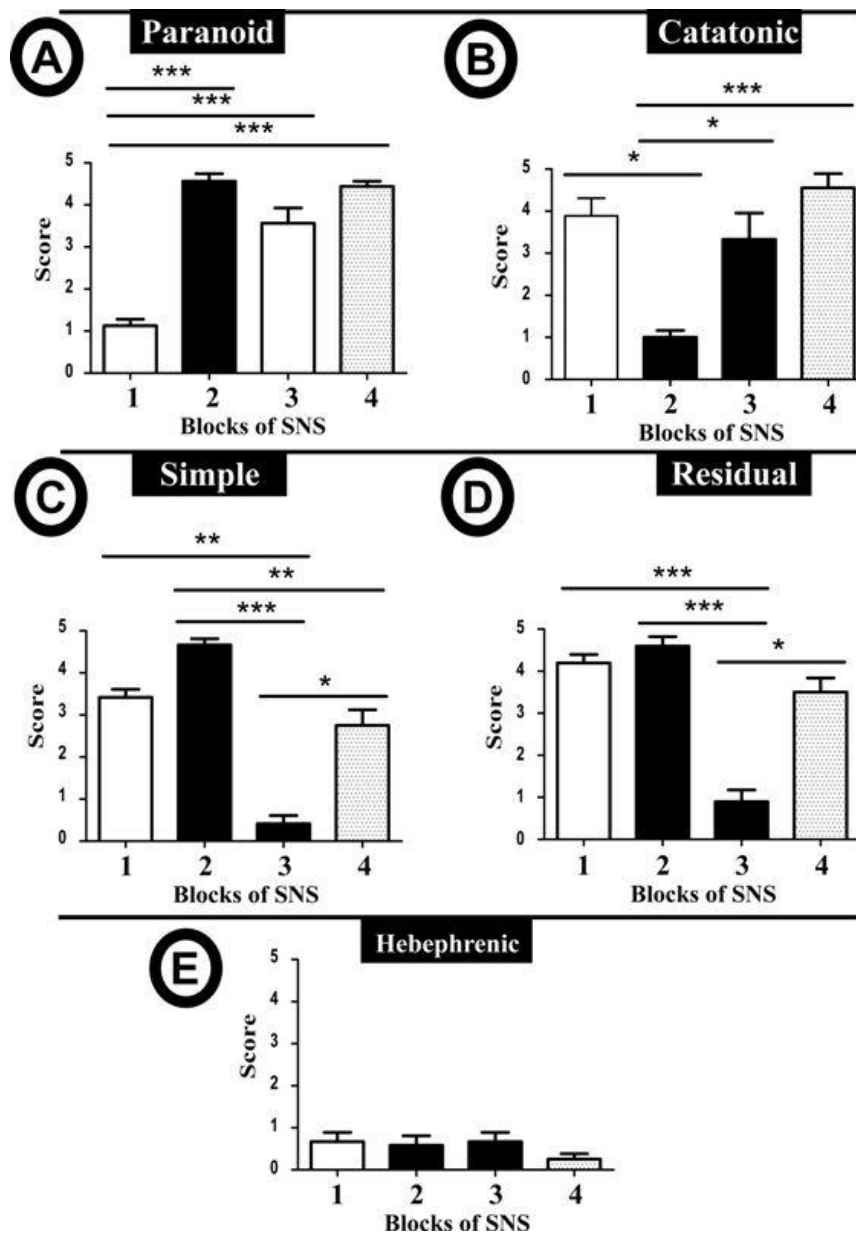 Paranoid
A
***
***
***
5
4
3
2
1
0
Score
1 2 3 4
Blocks of SNS
Catatonic
B
***
*
*
5
4
3
2
1
0
Score
1 2 3 4
Blocks of SNS
Simple
C
**
**
***
*
5
4
3
2
1
0
Score
1 2 3 4
Blocks of SNS
Residual
D
***
***
*
5
4
3
2
1
0
Score
1 2 3 4
Blocks of SNS
Hebephrenic
E
5
4
3
2
1
0
Score
1 2 3 4
Blocks of SNS